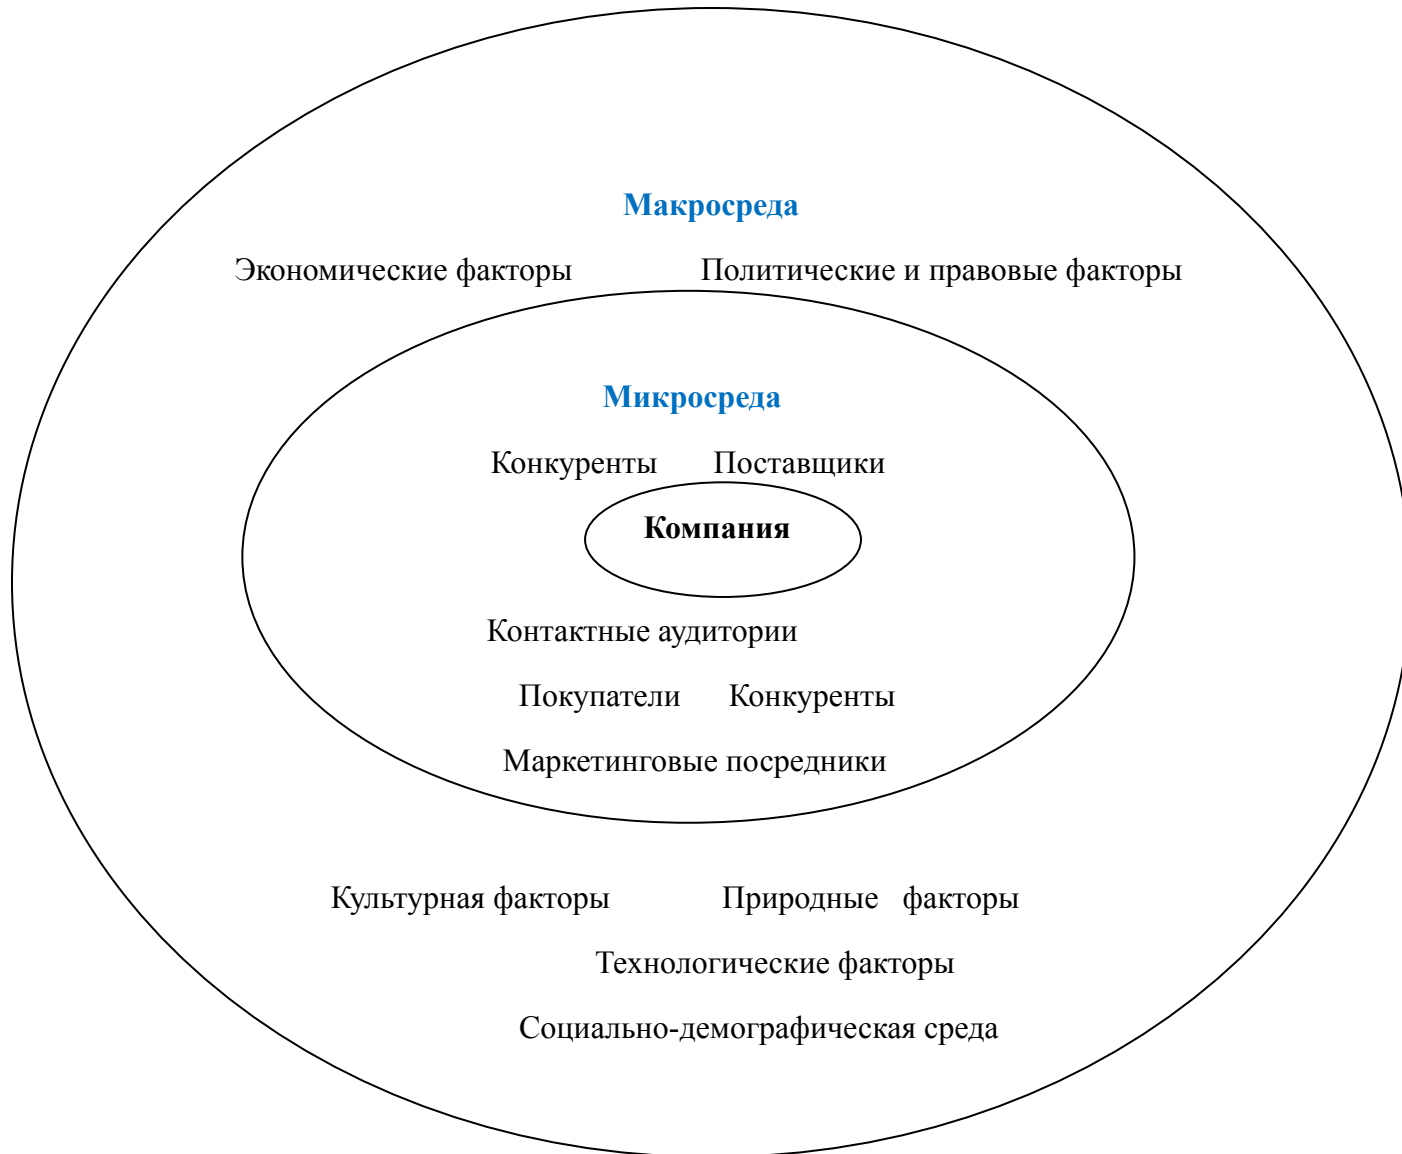 Макросреда
Экономические факторы Политические и правовые факторы
Микросреда
Конкуренты Поставщики
Компания
Контактные аудитории
Покупатели Конкуренты
Маркетинговые посредники
Культурная факторы Природные факторы
Технологические факторы
Социально-демографическая среда